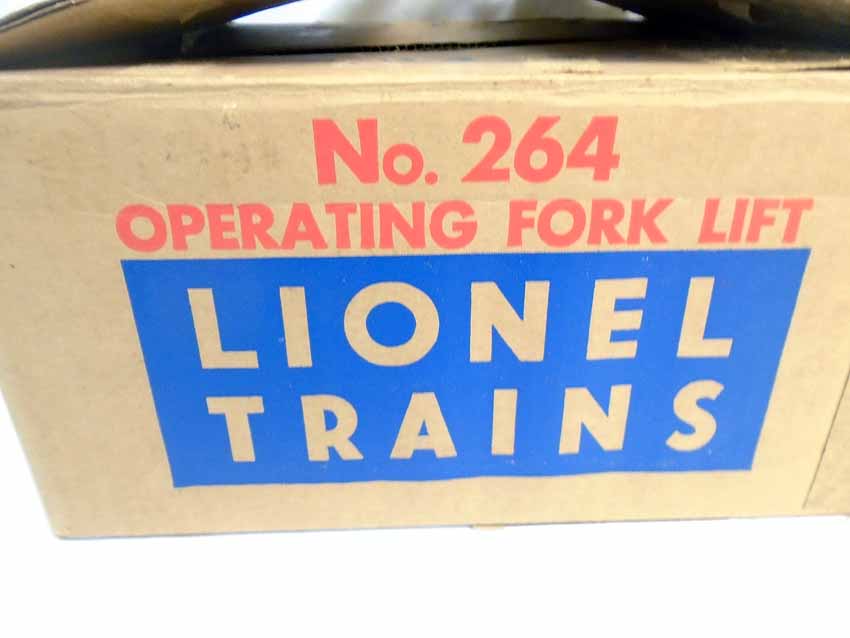 No. 264
OPERATING FORK LIFT
LIONEL
TRAINS